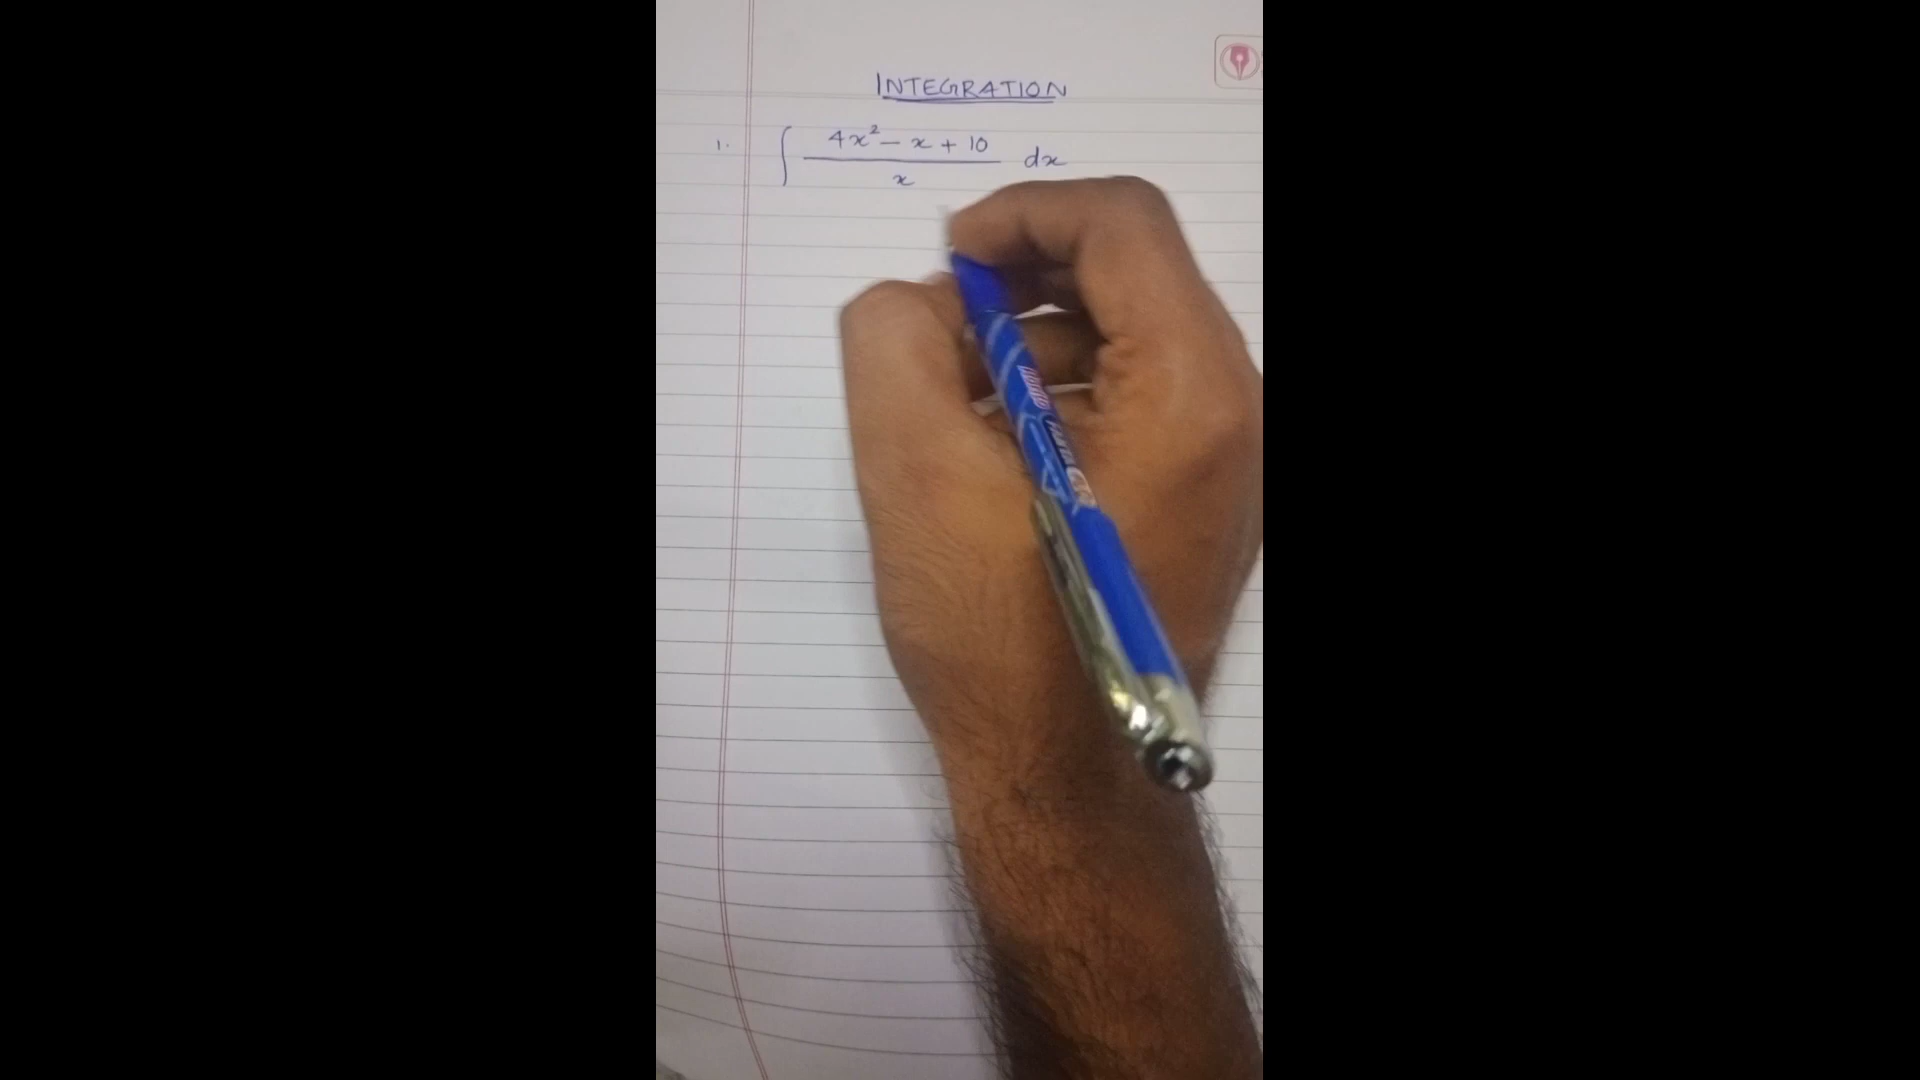 INTEGRATION
1. ∫ (4x² - x + 10) / x dx